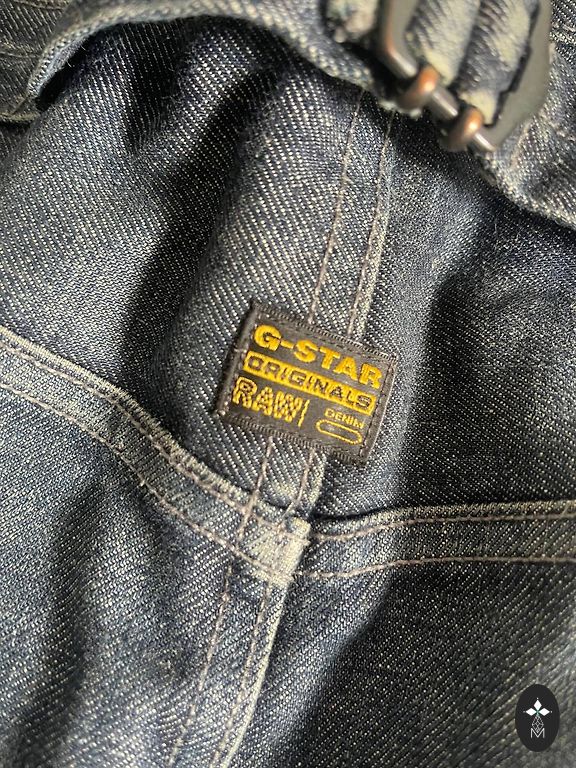 G-STAR
ORIGINALS
RAW DENIM
M